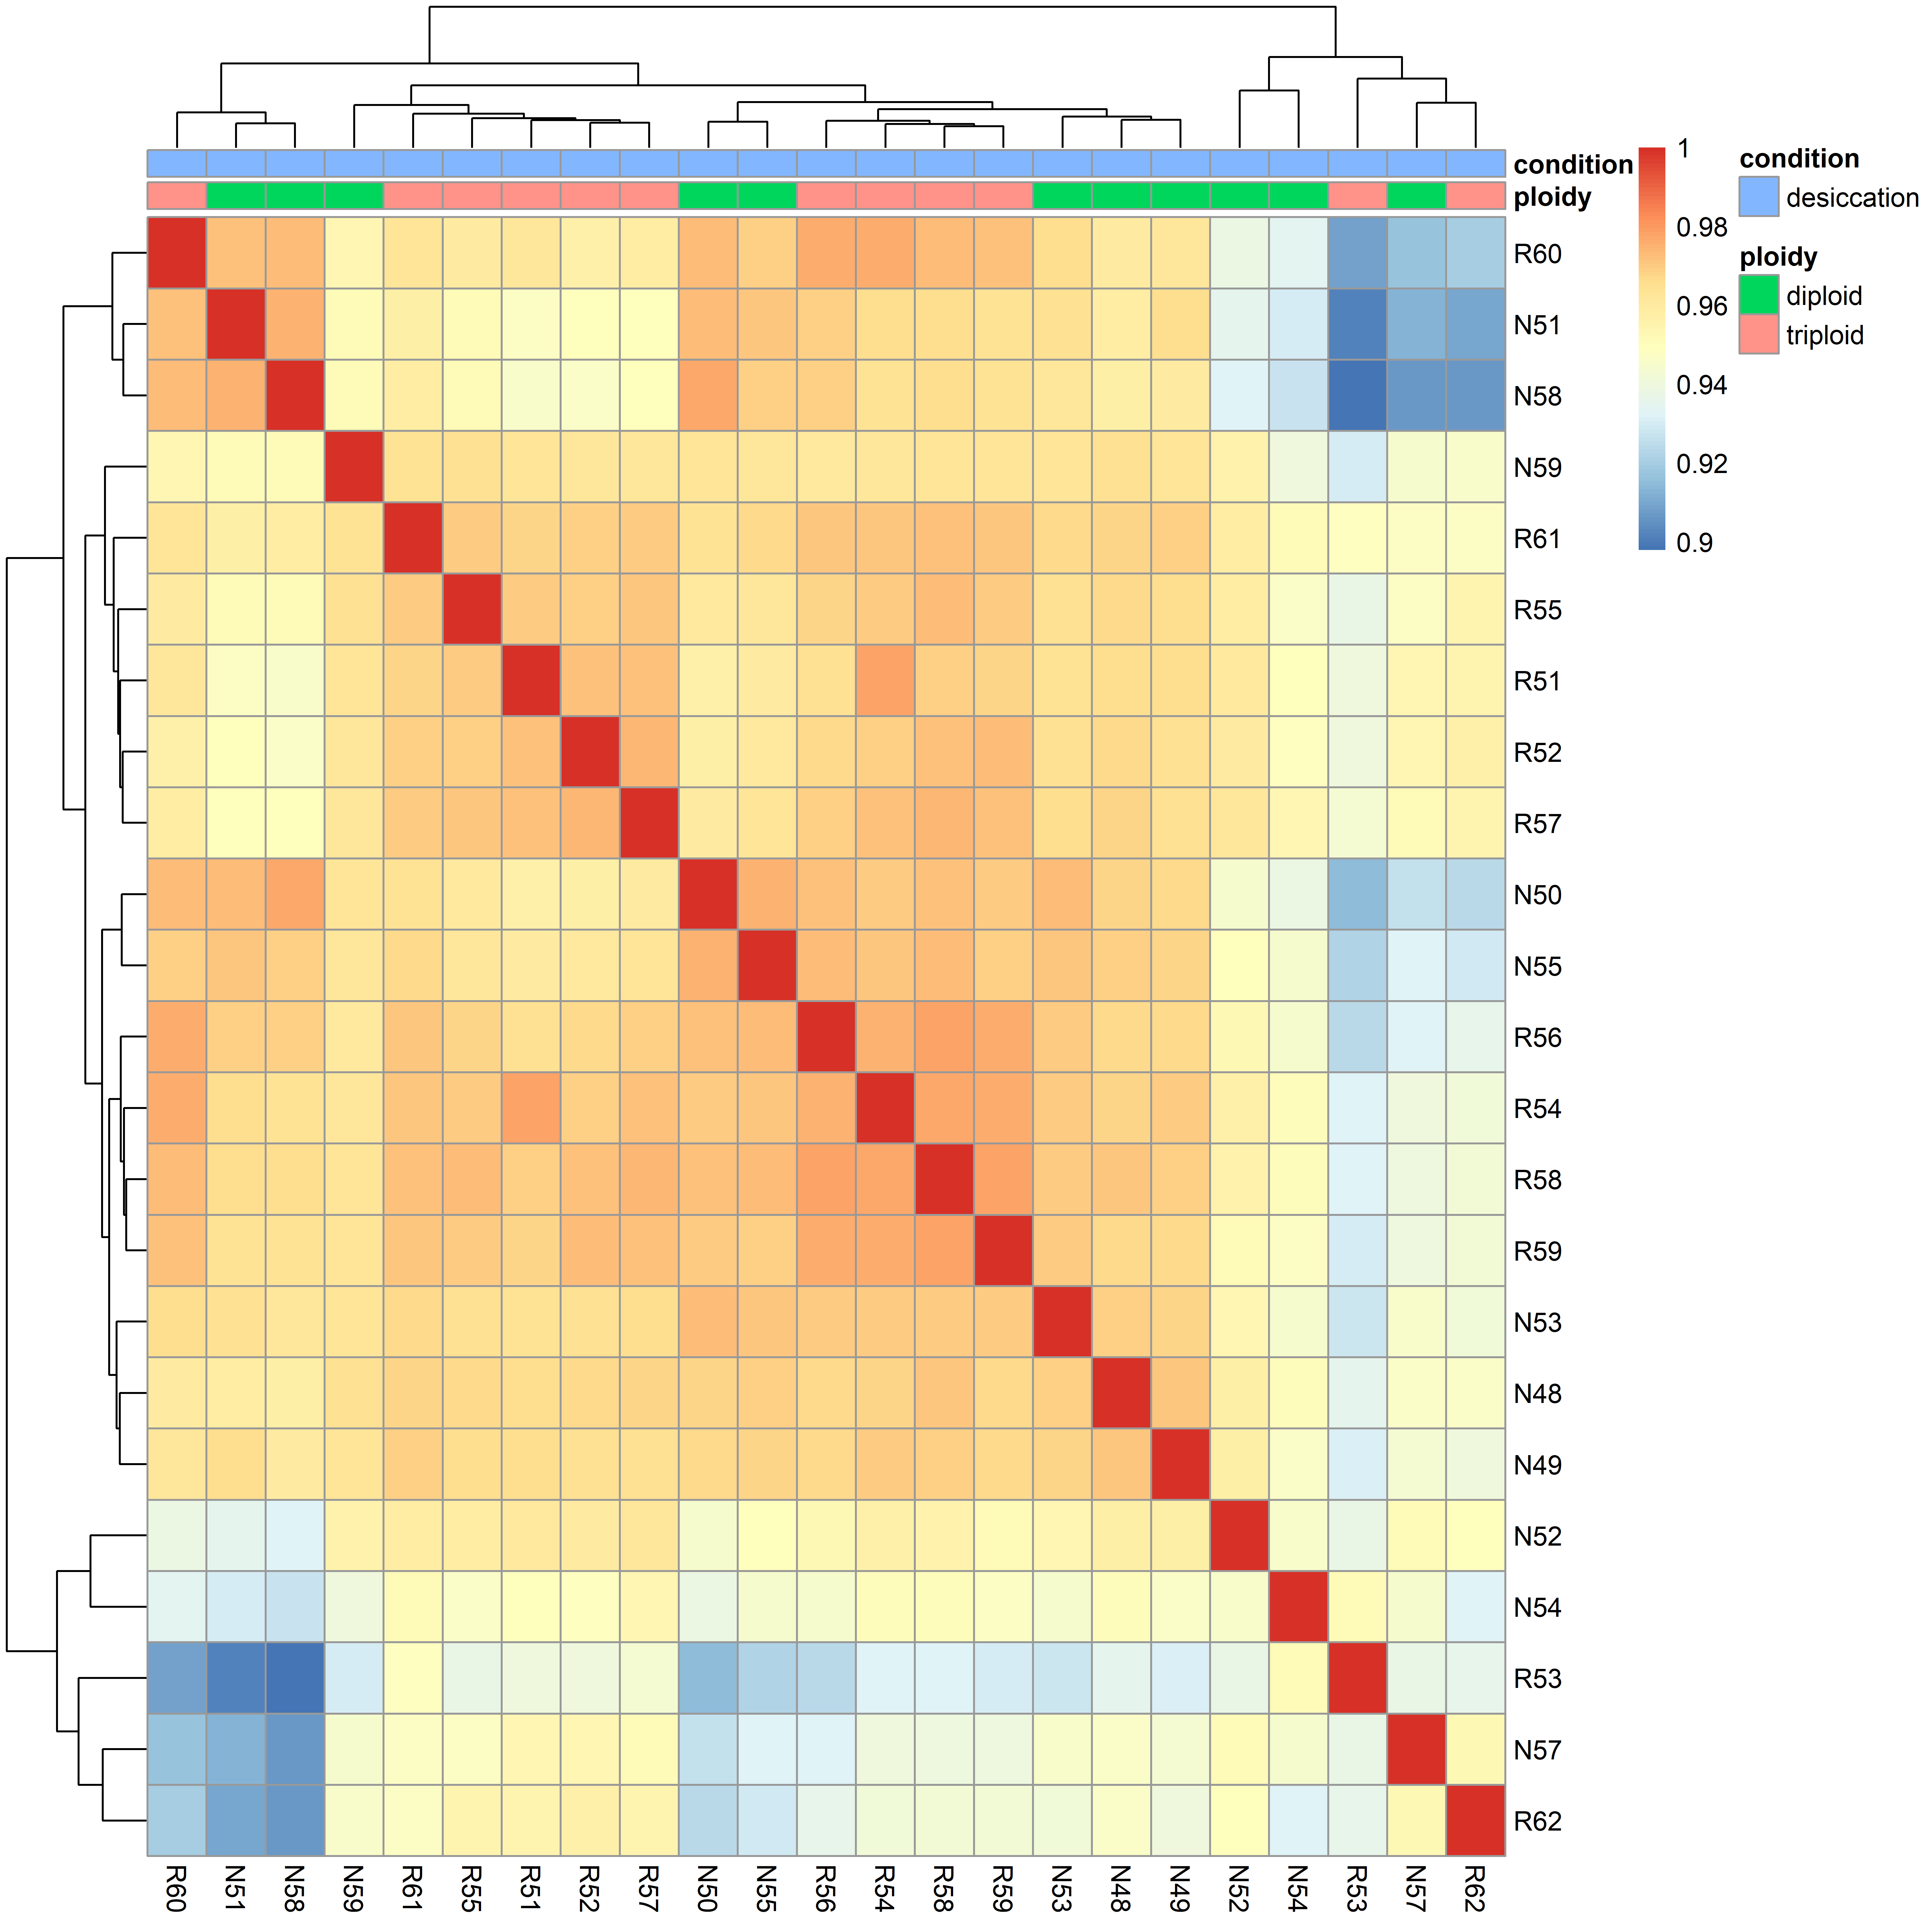 condition
ploidy
R60
N51
N58
N59
R61
R55
R51
R52
R57
N50
N55
R56
R54
R58
R59
N53
N48
N49
N52
N54
R53
N57
R62
R60 N51 N58 N59 R61 R55 R51 R52 R57 N50 N55 R56 R54 R58 R59 N53 N48 N49 N52 N54 R53 N57 R62
1
0.98
0.96
0.94
0.92
0.9
condition
desiccation
ploidy
diploid
triploid